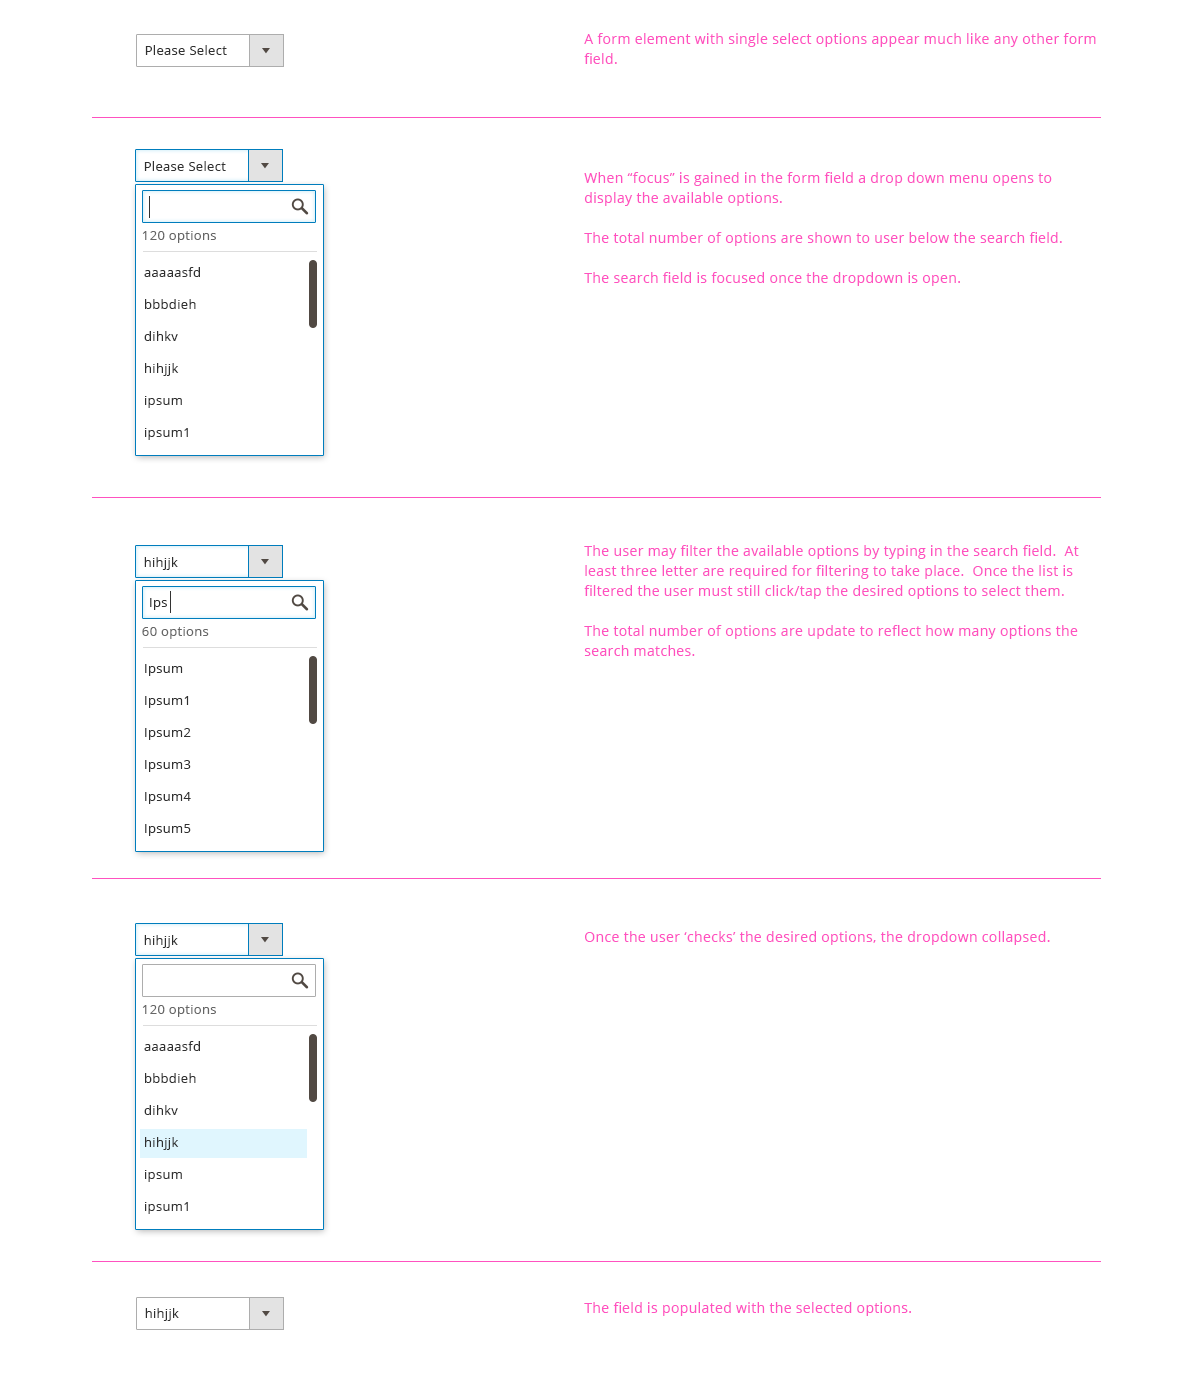 Please Select
A form element with single select options appear much like any other form
field.
Please Select
120 options
aaaaasfd
bbbdieh
dihkv
hihjjk
ipsum
ipsum1
When “focus” is gained in the form field a drop down menu opens to
display the available options.
The total number of options are shown to user below the search field.
The search field is focused once the dropdown is open.
hihjjk
Ips
60 options
Ipsum
Ipsum1
Ipsum2
Ipsum3
Ipsum4
Ipsum5
The user may filter the available options by typing in the search field.  At
least three letter are required for filtering to take place.  Once the list is
filtered the user must still click/tap the desired options to select them.
The total number of options are update to reflect how many options the
search matches.
hihjjk
120 options
aaaaasfd
bbbdieh
dihkv
hihjjk
ipsum
ipsum1
Once the user ‘checks’ the desired options, the dropdown collapsed.
hihjjk
The field is populated with the selected options.